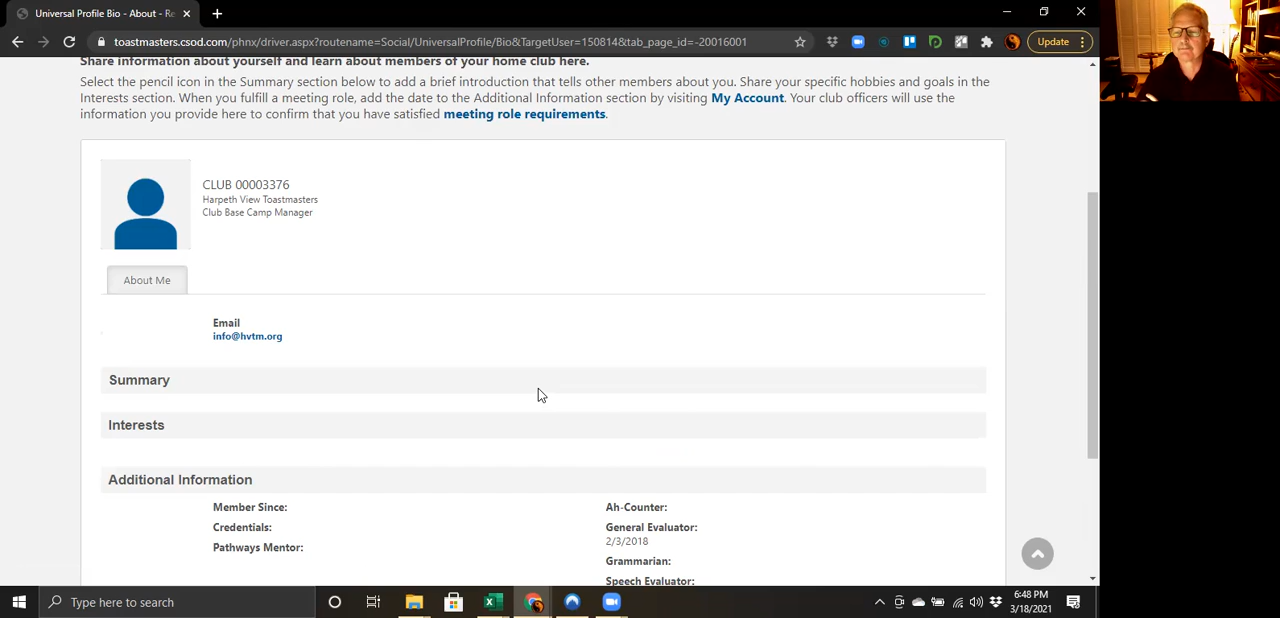 Universal Profile Bio - About - Re
toastmasters.csod.com/phnx/driver.aspx?routename=Social/UniversalProfile/Bio&TargetUser=150814&tab_page_id=-20016001
Update
Share information about yourself and learn about members of your home club here.
Select the pencil icon in the Summary section below to add a brief introduction that tells other members about you. Share your specific hobbies and goals in the
Interests section. When you fulfill a meeting role, add the date to the Additional Information section by visiting My Account. Your club officers will use the
information you provide here to confirm that you have satisfied meeting role requirements.
CLUB 00003376
Harpeth View Toastmasters
Club Base Camp Manager
About Me
Email
info@hvtm.org
Summary
Interests
Additional Information
Member Since:
Credentials:
Pathways Mentor:
Ah-Counter:
General Evaluator:
2/3/2018
Grammarian:
Speech Evaluator:
Type here to search
6:48 PM
3/18/2021